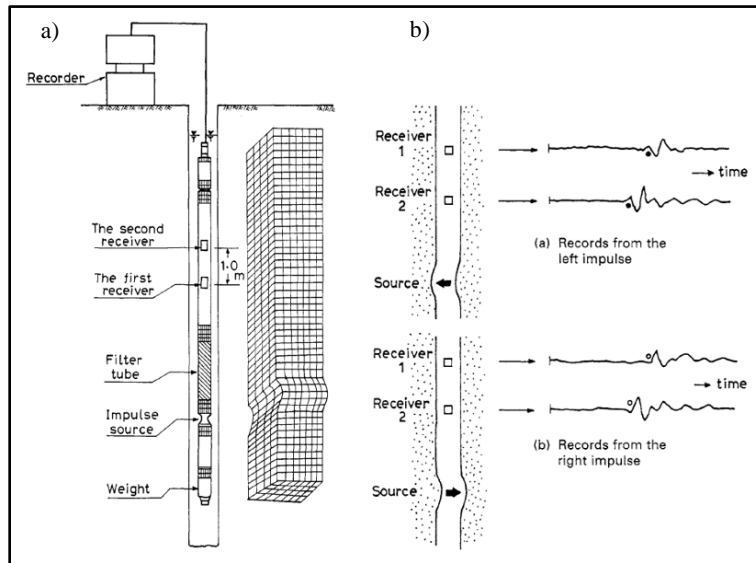 a)
Recorder
The second
receiver
1.0
m
The first
receiver
Filter
tube
Impulse
source
Weight
b)
Receiver
1
time
Receiver
2
(a) Records from the
left impulse
Source
Receiver
1
time
Receiver
2
(b) Records from the
right impulse
Source